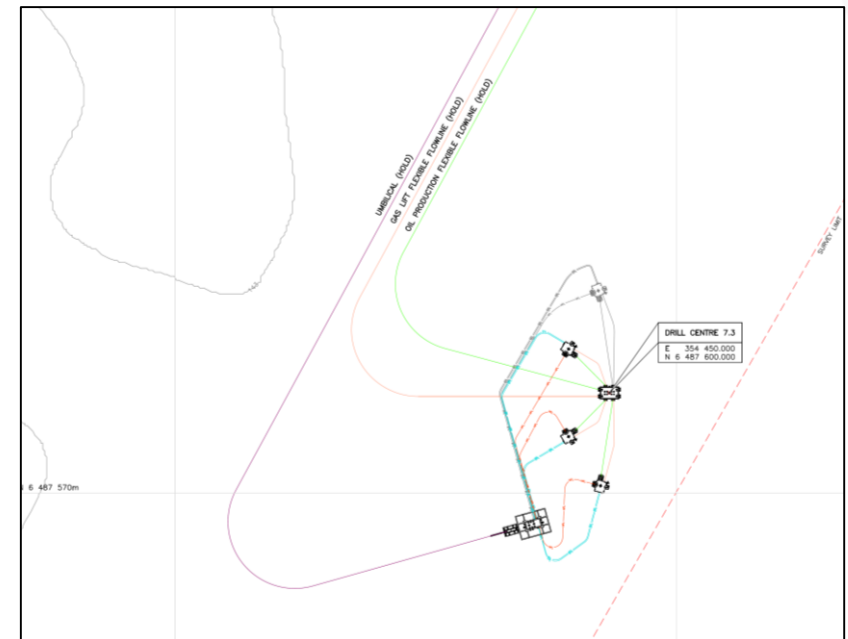 UMBILICAL (HOLD)
GAS LIFT FLEXIBLE FLOWLINE (HOLD)
OIL PRODUCTION FLEXIBLE FLOWLINE (HOLD)
SURVEY LIMIT
DRILL CENTRE 7.3
E 354 450.000
N 6 487 600.000
N 6 487 570m